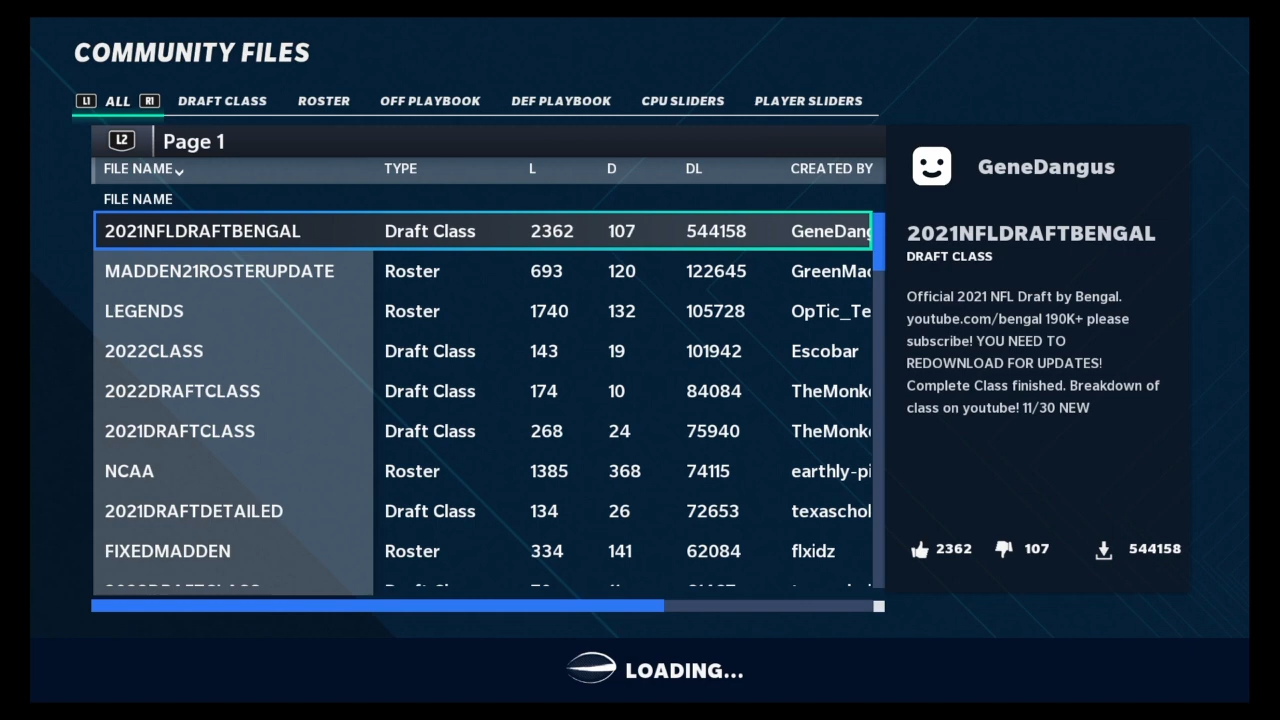 COMMUNITY FILES
L1 ALL R1 DRAFT CLASS ROSTER OFF PLAYBOOK DEF PLAYBOOK CPU SLIDERS PLAYER SLIDERS
L2 Page 1
FILE NAME TYPE L D DL CREATED BY
FILE NAME
2021NFLDRAFTBENGAL Draft Class 2362 107 544158 GeneDang
MADDEN21ROSTERUPDATE Roster 693 120 122645 GreenMac
LEGENDS Roster 1740 132 105728 OpTic_Te
2022CLASS Draft Class 143 19 101942 Escobar
2022DRAFTCLASS Draft Class 174 10 84084 TheMonk
2021DRAFTCLASS Draft Class 268 24 75940 TheMonk
NCAA Roster 1385 368 74115 earthly-pi
2021DRAFTDETAILED Draft Class 134 26 72653 texaschol
FIXEDMADDEN Roster 334 141 62084 flxidz
GeneDangus
2021NFLDRAFTBENGAL
DRAFT CLASS
Official 2021 NFL Draft by Bengal.
youtube.com/bengal 190K+ please
subscribe! YOU NEED TO
REDOWNLOAD FOR UPDATES!
Complete Class finished. Breakdown of
class on youtube! 11/30 NEW
2362 107 544158
LOADING...